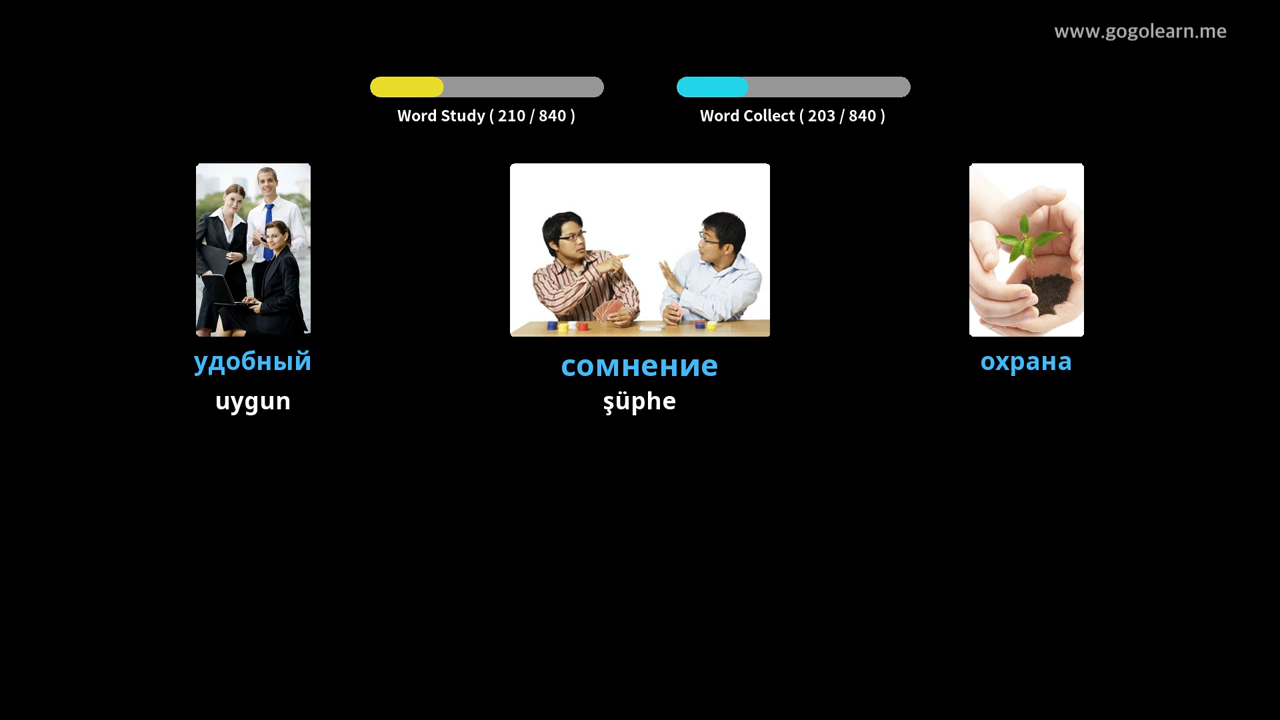 www.gogolearn.me
Word Study ( 210 / 840 )
Word Collect ( 203 / 840 )
удобный
uygun
сомнение
şüphe
охрана